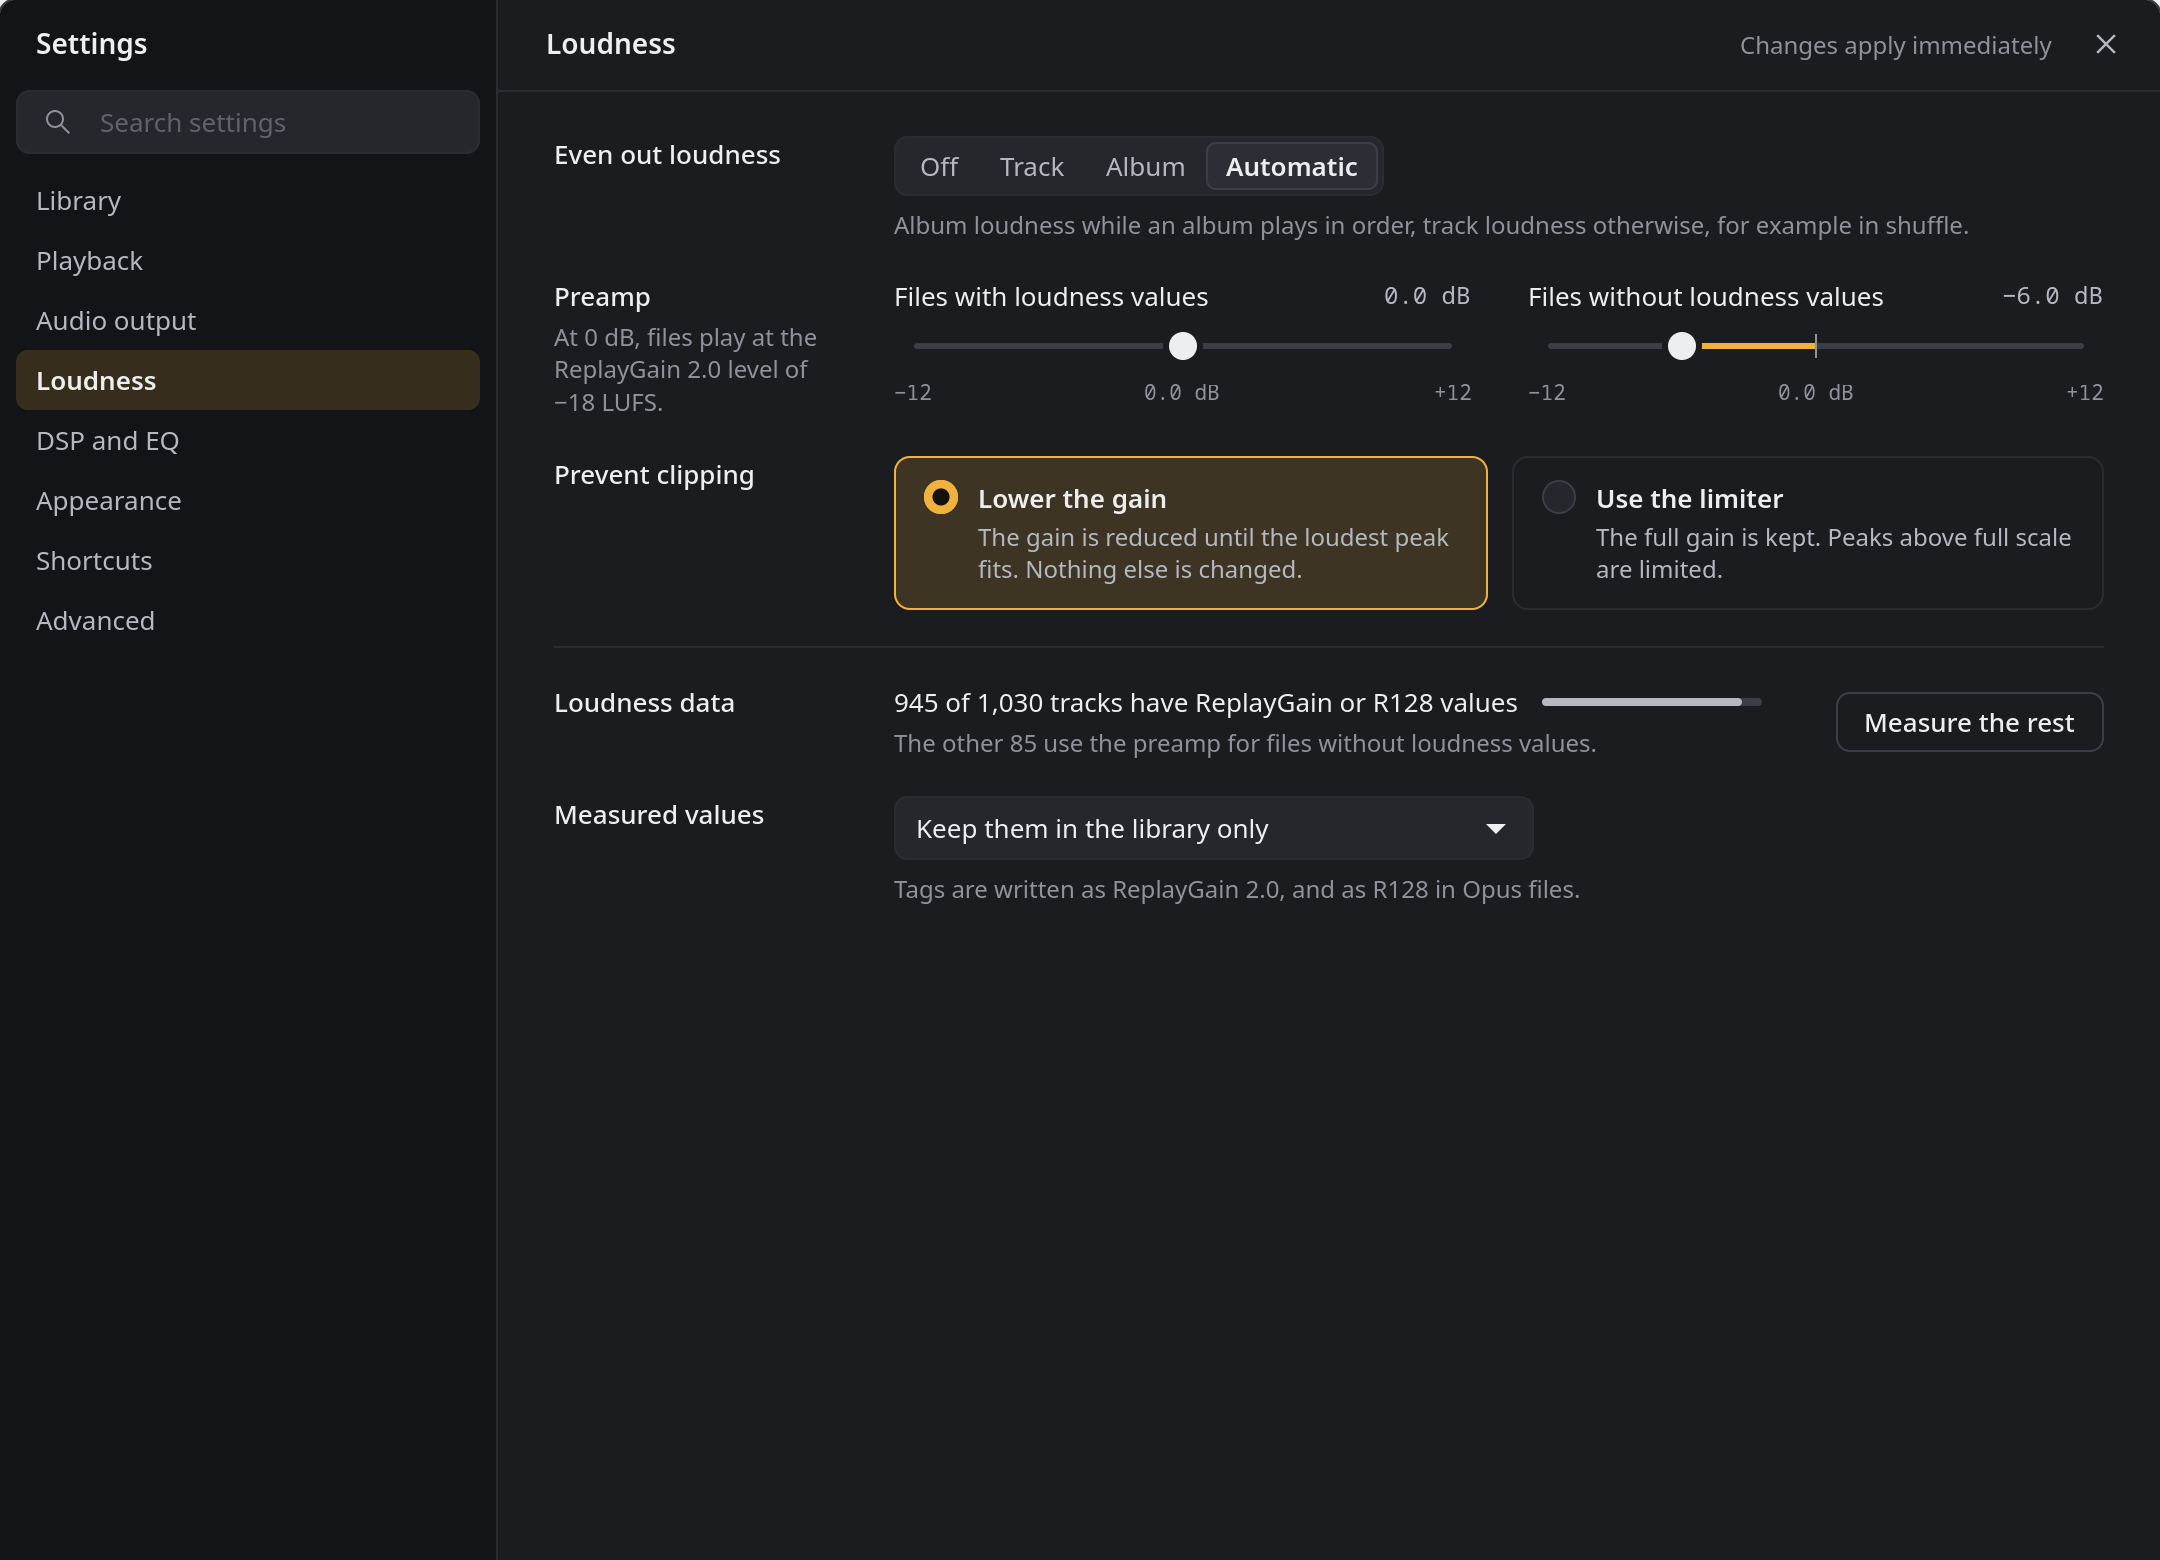 Settings
Search settings
Library
Playback
Audio output
Loudness
DSP and EQ
Appearance
Shortcuts
Advanced
Loudness
Changes apply immediately
Even out loudness
Off Track Album Automatic
Album loudness while an album plays in order, track loudness otherwise, for example in shuffle.
Preamp
At 0 dB, files play at the
ReplayGain 2.0 level of
−18 LUFS.
Files with loudness values 0.0 dB
−12 0.0 dB +12
Files without loudness values −6.0 dB
−12 0.0 dB +12
Prevent clipping
Lower the gain
The gain is reduced until the loudest peak
fits. Nothing else is changed.
Use the limiter
The full gain is kept. Peaks above full scale
are limited.
Loudness data
945 of 1,030 tracks have ReplayGain or R128 values
The other 85 use the preamp for files without loudness values.
Measure the rest
Measured values
Keep them in the library only
Tags are written as ReplayGain 2.0, and as R128 in Opus files.